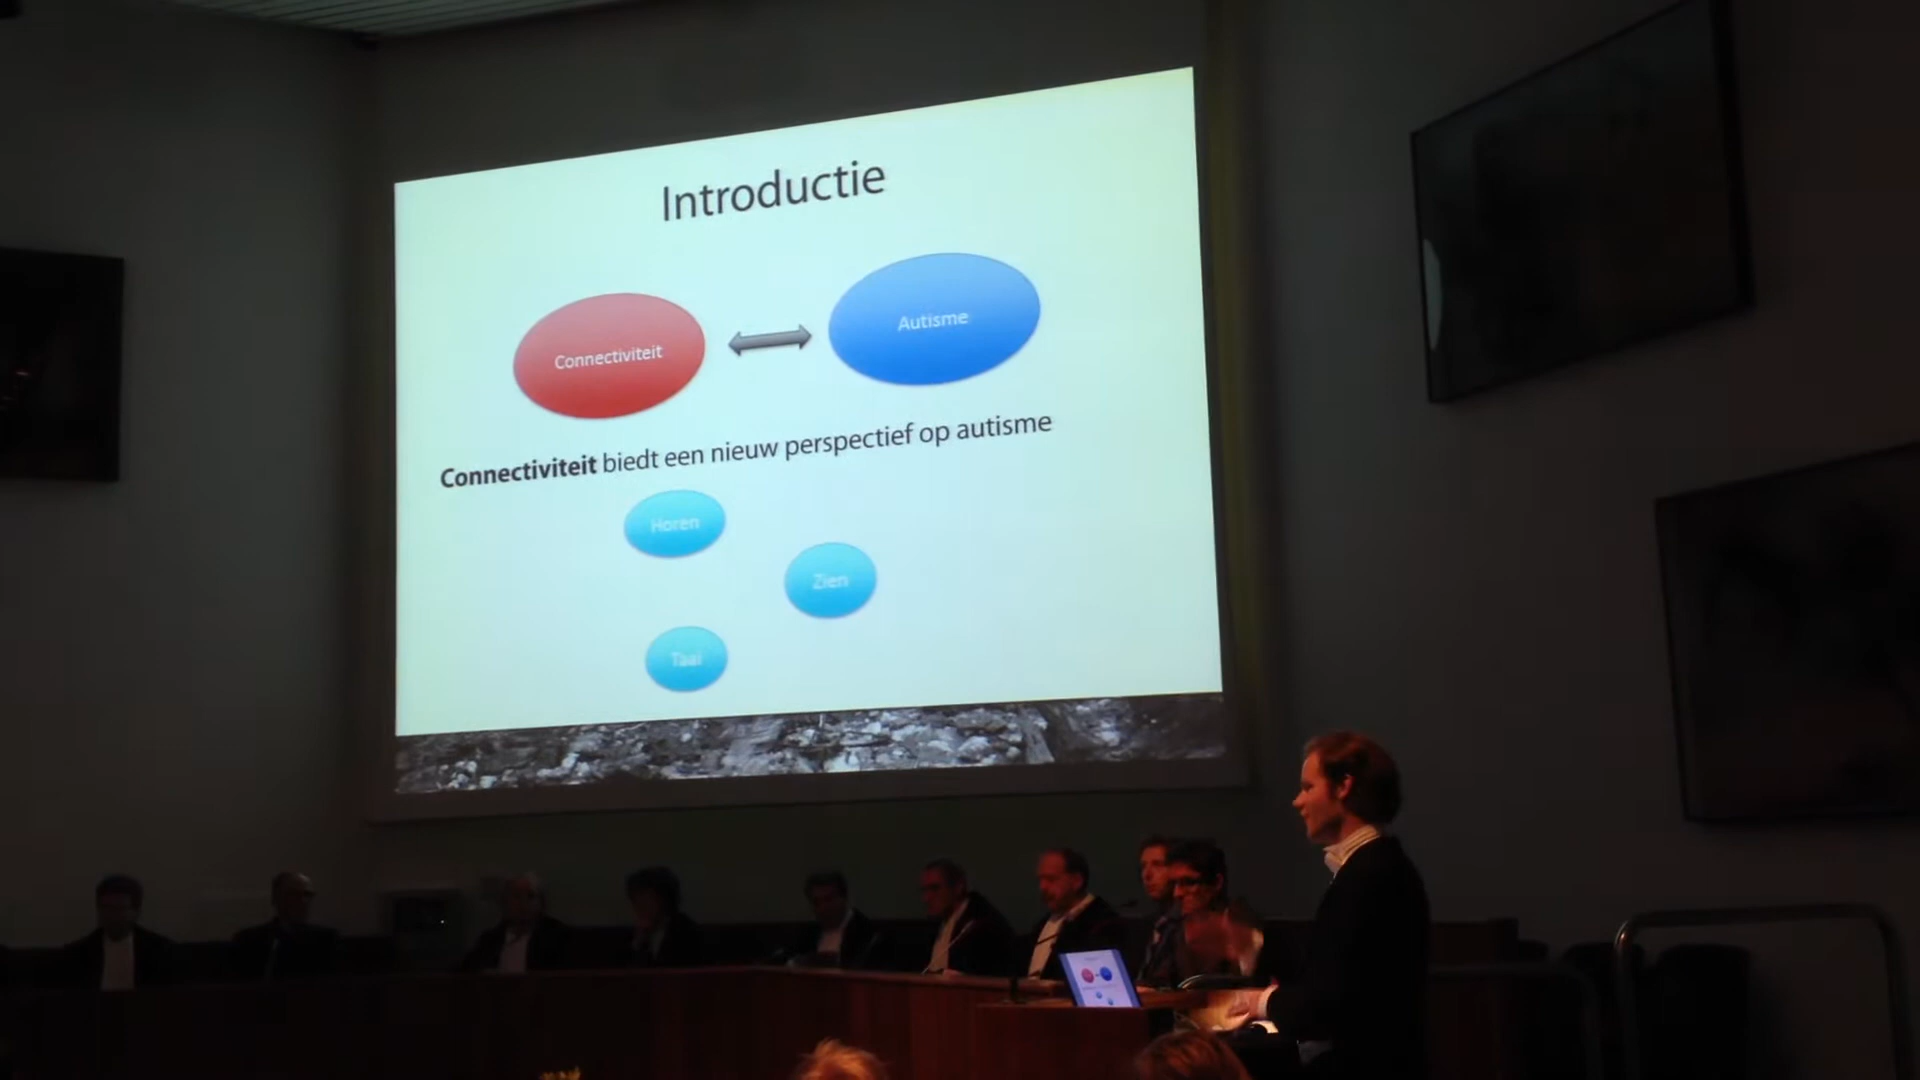 Introductie
Connectiviteit
Autisme
Connectiviteit biedt een nieuw perspectief op autisme
Horen
Zien
Taal